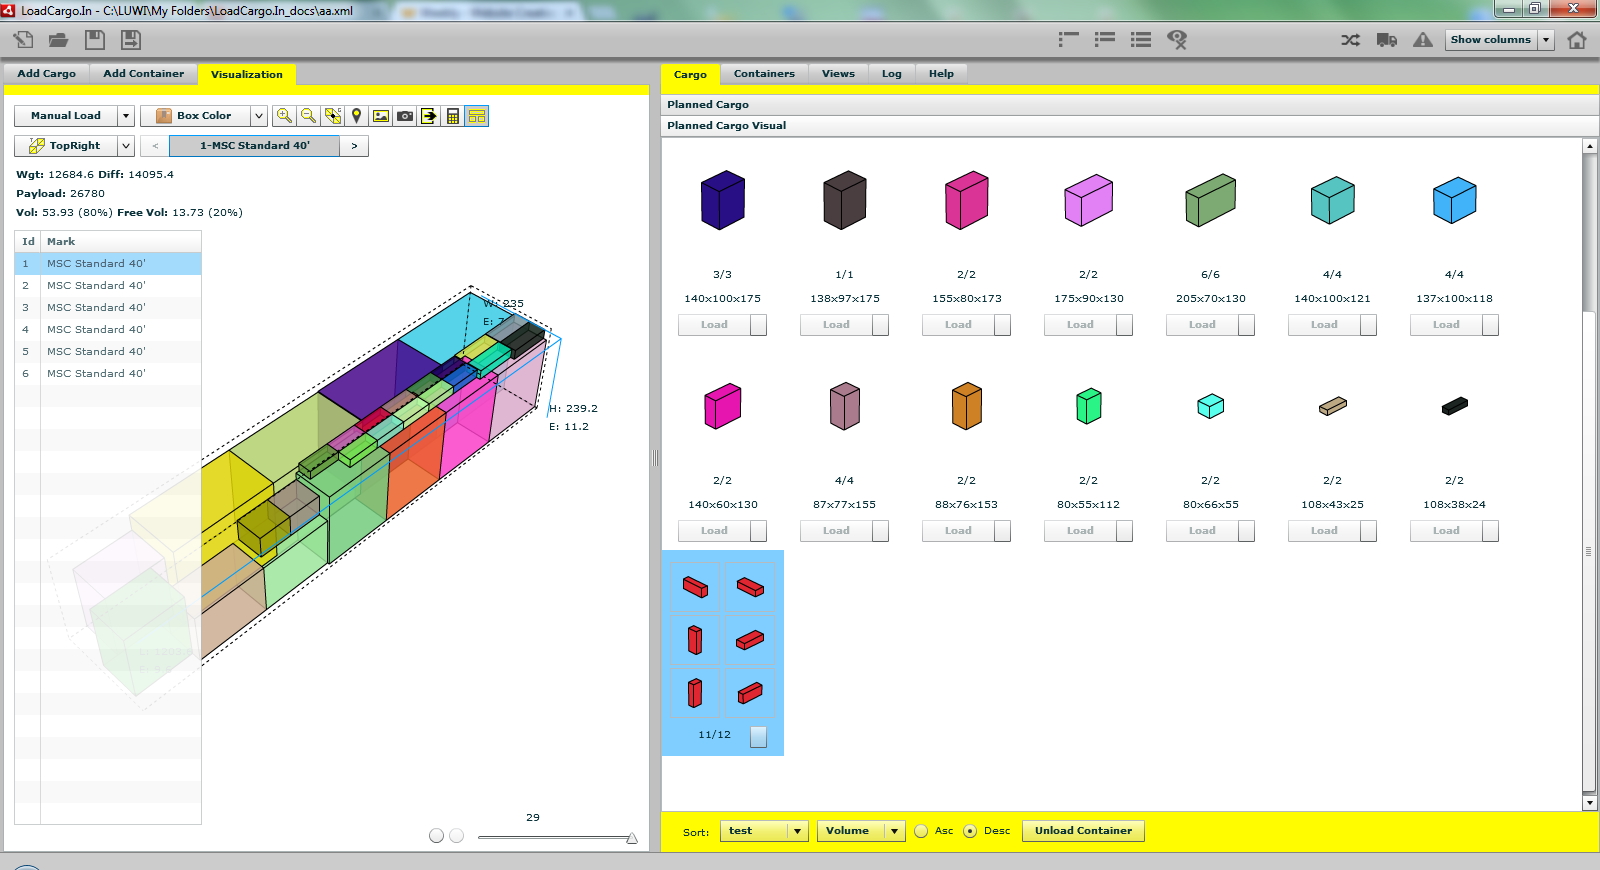 LoadCargo.In - C:\LUWI\My Folders\LoadCargo.In_docs\aa.xml
Show columns
Add Cargo Add Container Visualization
Cargo Containers Views Log Help
Manual Load Box Color
TopRight < 1-MSC Standard 40' >
Wgt: 12684.6 Diff: 14095.4
Payload: 26780
Vol: 53.93 (80%) Free Vol: 13.73 (20%)
Id Mark
1 MSC Standard 40'
2 MSC Standard 40'
3 MSC Standard 40'
4 MSC Standard 40'
5 MSC Standard 40'
6 MSC Standard 40'
W: 235
E: 7
H: 239.2
E: 11.2
29
Planned Cargo
Planned Cargo Visual
3/3 1/1 2/2 2/2 6/6 4/4 4/4
140x100x175 138x97x175 155x80x173 175x90x130 205x70x130 140x100x121 137x100x118
Load Load Load Load Load Load Load
2/2 4/4 2/2 2/2 2/2 2/2 2/2
140x60x130 87x77x155 88x76x153 80x55x112 80x66x55 108x43x25 108x38x24
Load Load Load Load Load Load Load
11/12
Sort: test Volume Asc Desc Unload Container